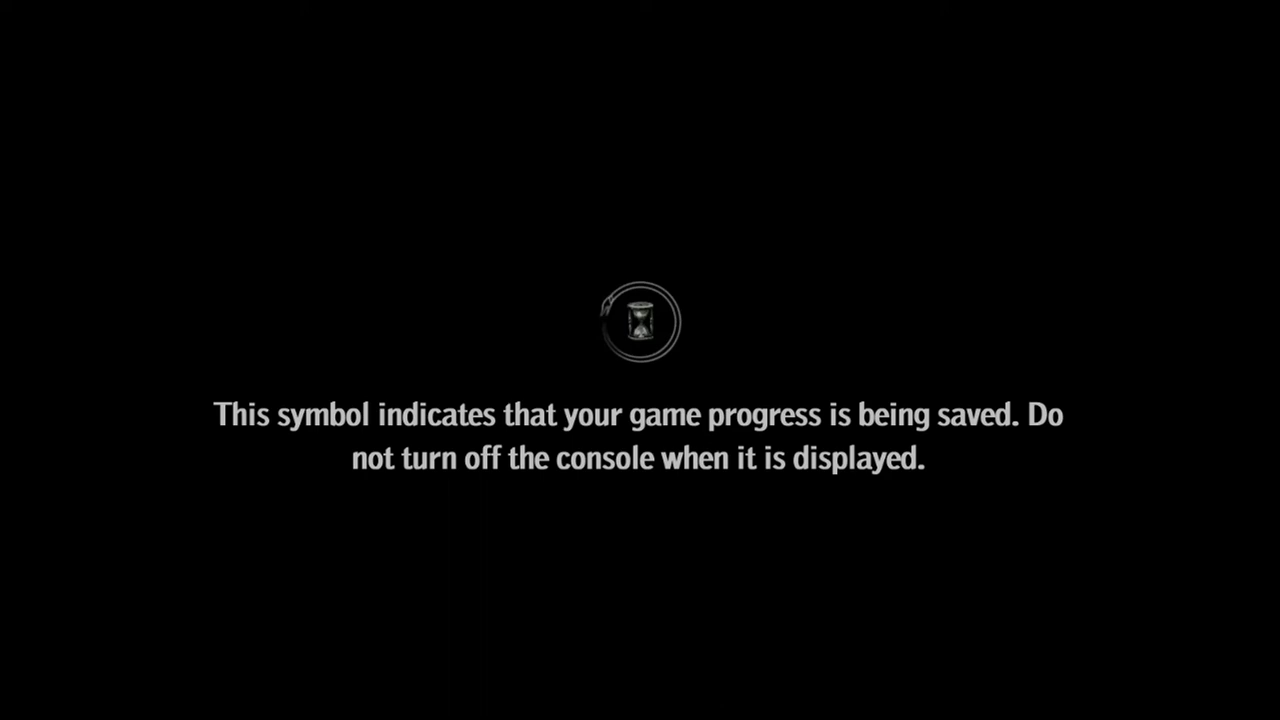 This symbol indicates that your game progress is being saved. Do
not turn off the console when it is displayed.